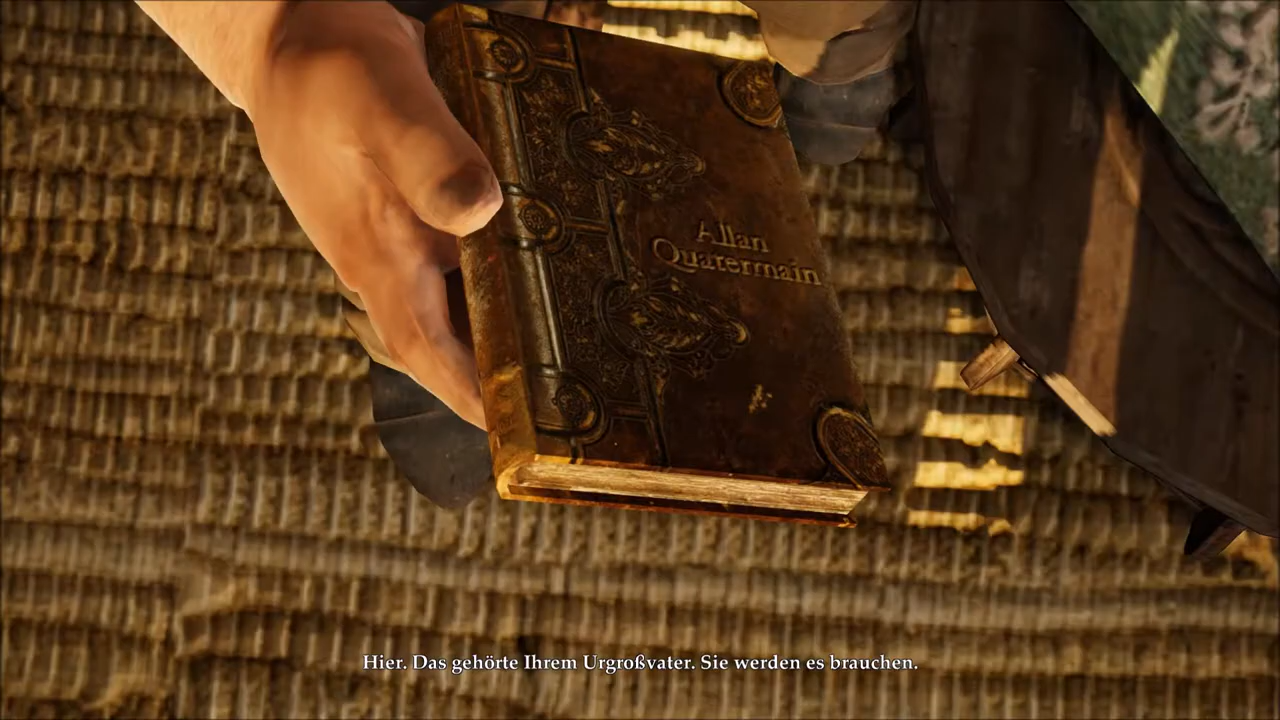 Allan
Quatermain
Hier. Das gehörte Ihrem Urgroßvater. Sie werden es brauchen.